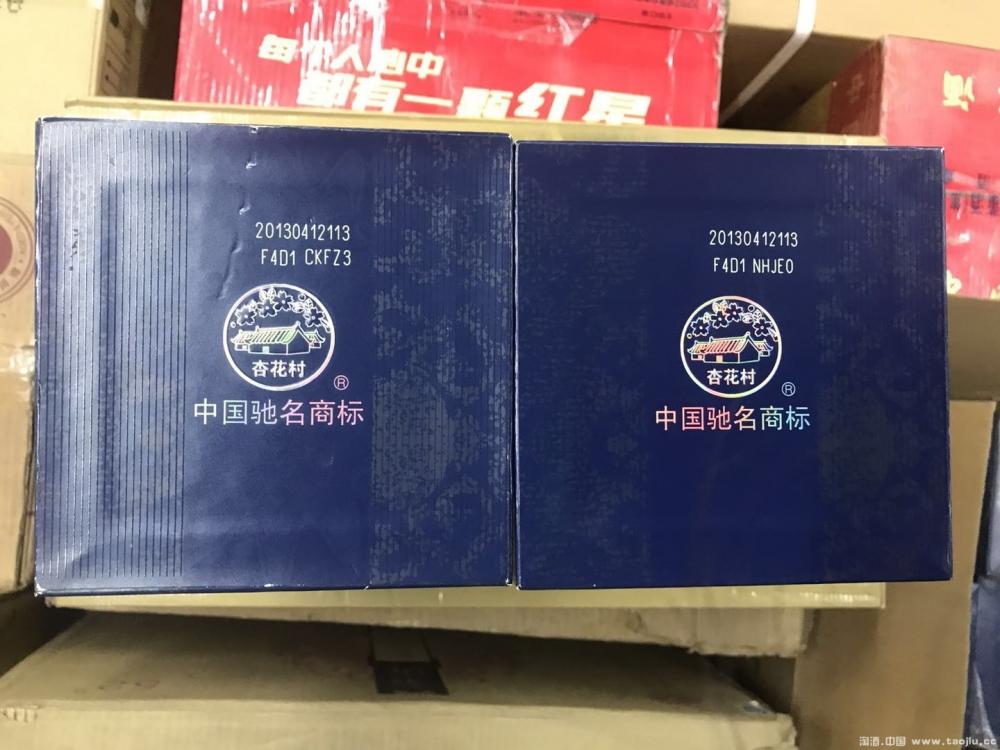 每个人心中
都有一颗红星
酒
20130412113
F4D1 CKFZ3
杏花村
®
中国驰名商标
20130412113
F4D1 NHJE0
杏花村
®
中国驰名商标
淘酒.中国 www.taojiu.cc